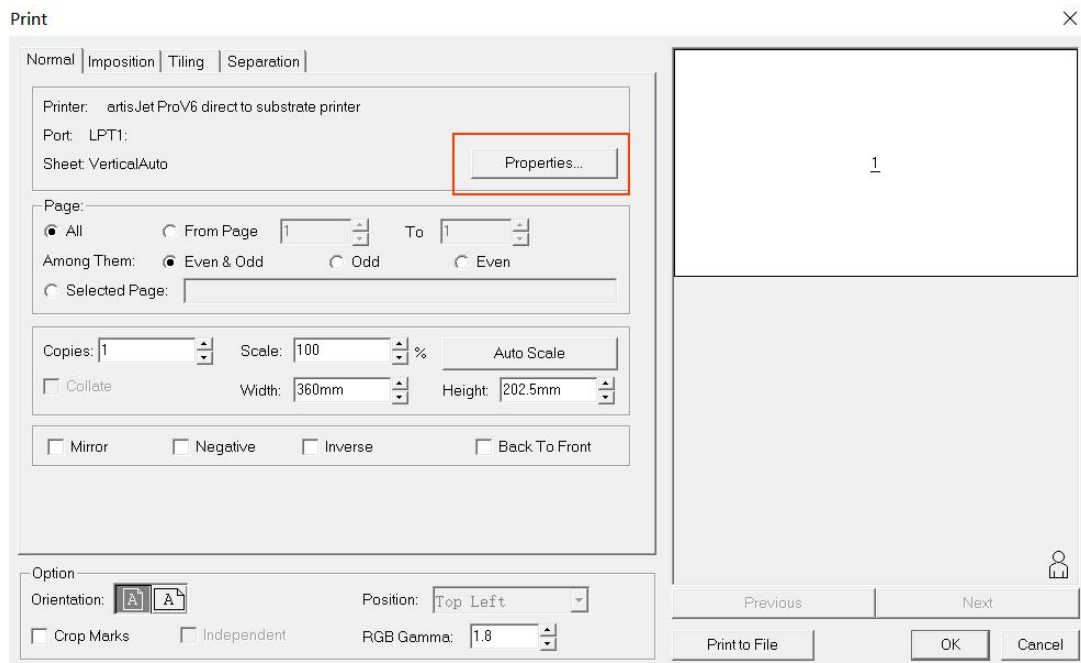 Print
Normal Imposition Tiling Separation
Printer: artisJet ProV6 direct to substrate printer
Port: LPT1:
Sheet: VerticalAuto
Properties...
1
Page:
All From Page 1 To 1
Among Them: Even & Odd Odd Even
Selected Page:
Copies: 1 Scale: 100 % Auto Scale
Collate Width: 360mm Height: 202.5mm
Mirror Negative Inverse Back To Front
Option
Orientation: A A Position: Top Left
Crop Marks Independent RGB Gamma: 1.8
Previous Next
Print to File OK Cancel